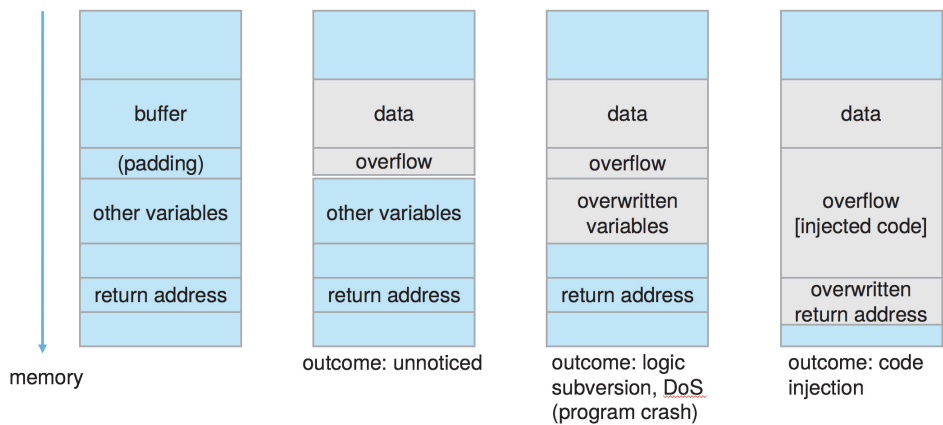 buffer
(padding)
other variables
return address
memory
data
overflow
other variables
return address
outcome: unnoticed
data
overflow
overwritten
variables
return address
outcome: logic
subversion, DoS
(program crash)
data
overflow
[injected code]
overwritten
return address
outcome: code
injection